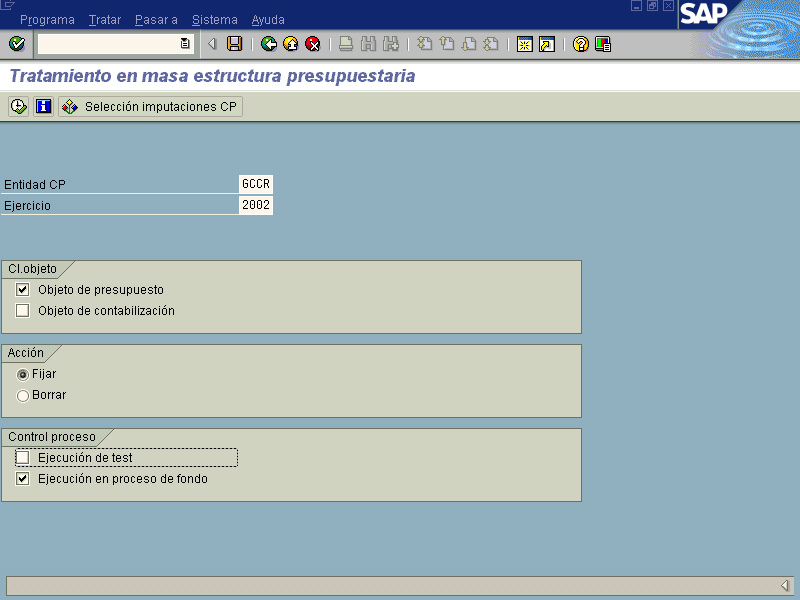 Programa Tratar Pasar a Sistema Ayuda
SAP
Tratamiento en masa estructura presupuestaria
Selección imputaciones CP
Entidad CP GCCR
Ejercicio 2002
Cl.objeto
Objeto de presupuesto
Objeto de contabilización
Acción
Fijar
Borrar
Control proceso
Ejecución de test
Ejecución en proceso de fondo